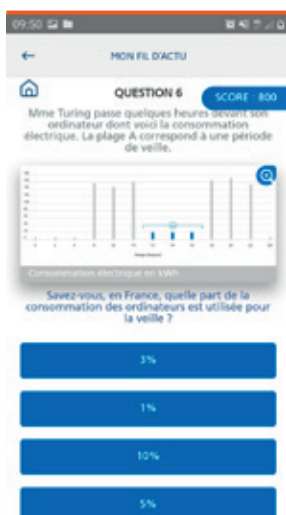 09:50
MON FIL D'ACTU
QUESTION 6
SCORE : 800
Mme Turing passe quelques heures devant son
ordinateur dont voici la consommation
électrique. La plage A correspond à une période
de veille.
Consommation électrique en kWh
Savez-vous, en France, quelle part de la
consommation des ordinateurs est utilisée pour
la veille ?
3%
1%
10%
5%